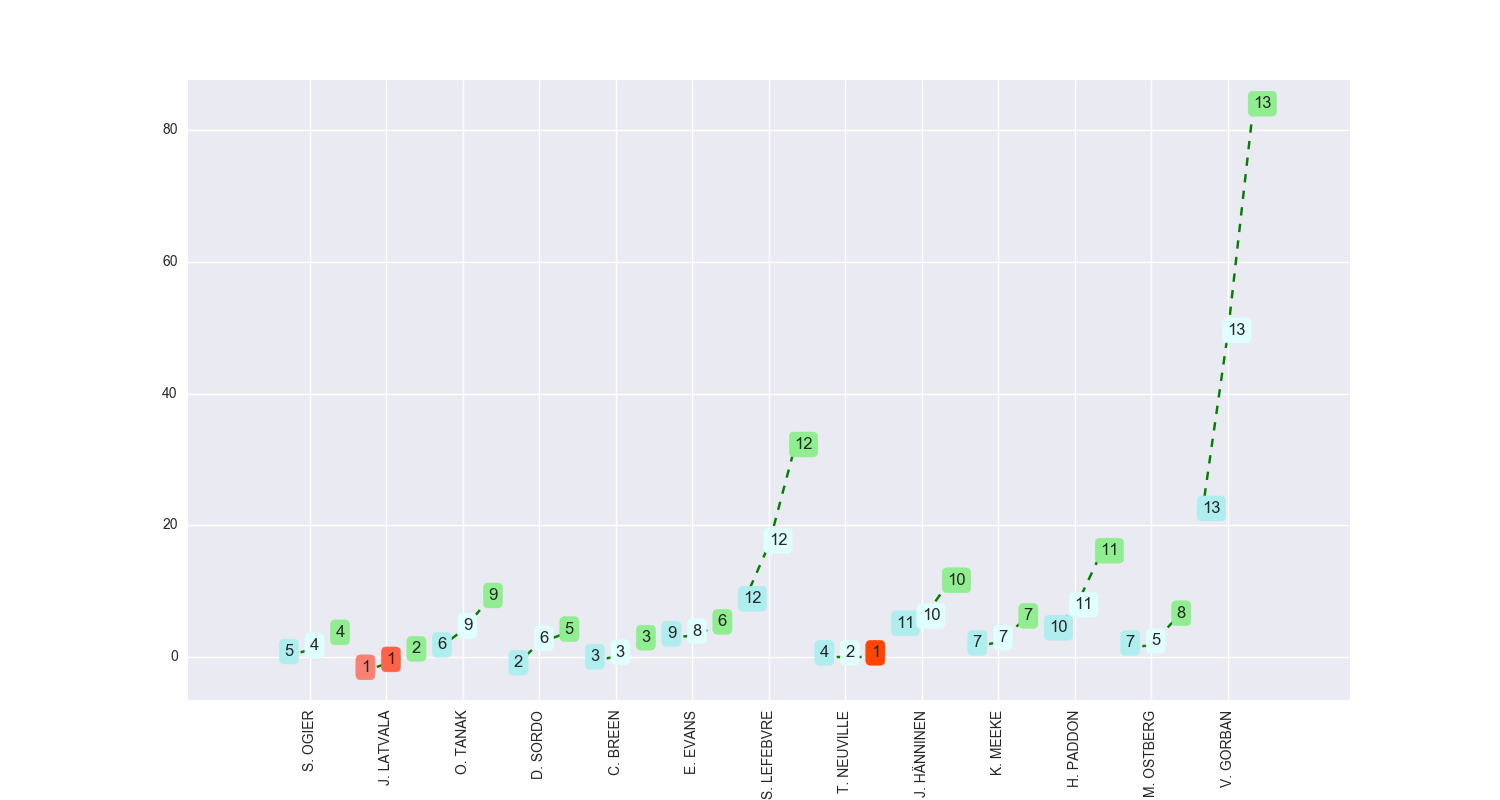 80
60
40
20
0
5 4 4
1 1 2
6 9 9
2 6 5
3 3 3
9 8 6
12 12 12
4 2 1
11 10 10
7 7 7
10 11 11
7 5 8
13 13 13
S. OGIER
J. LATVALA
O. TANAK
D. SORDO
C. BREEN
E. EVANS
S. LEFEBVRE
T. NEUVILLE
J. HÄNNINEN
K. MEEKE
H. PADDON
M. OSTBERG
V. GORBAN